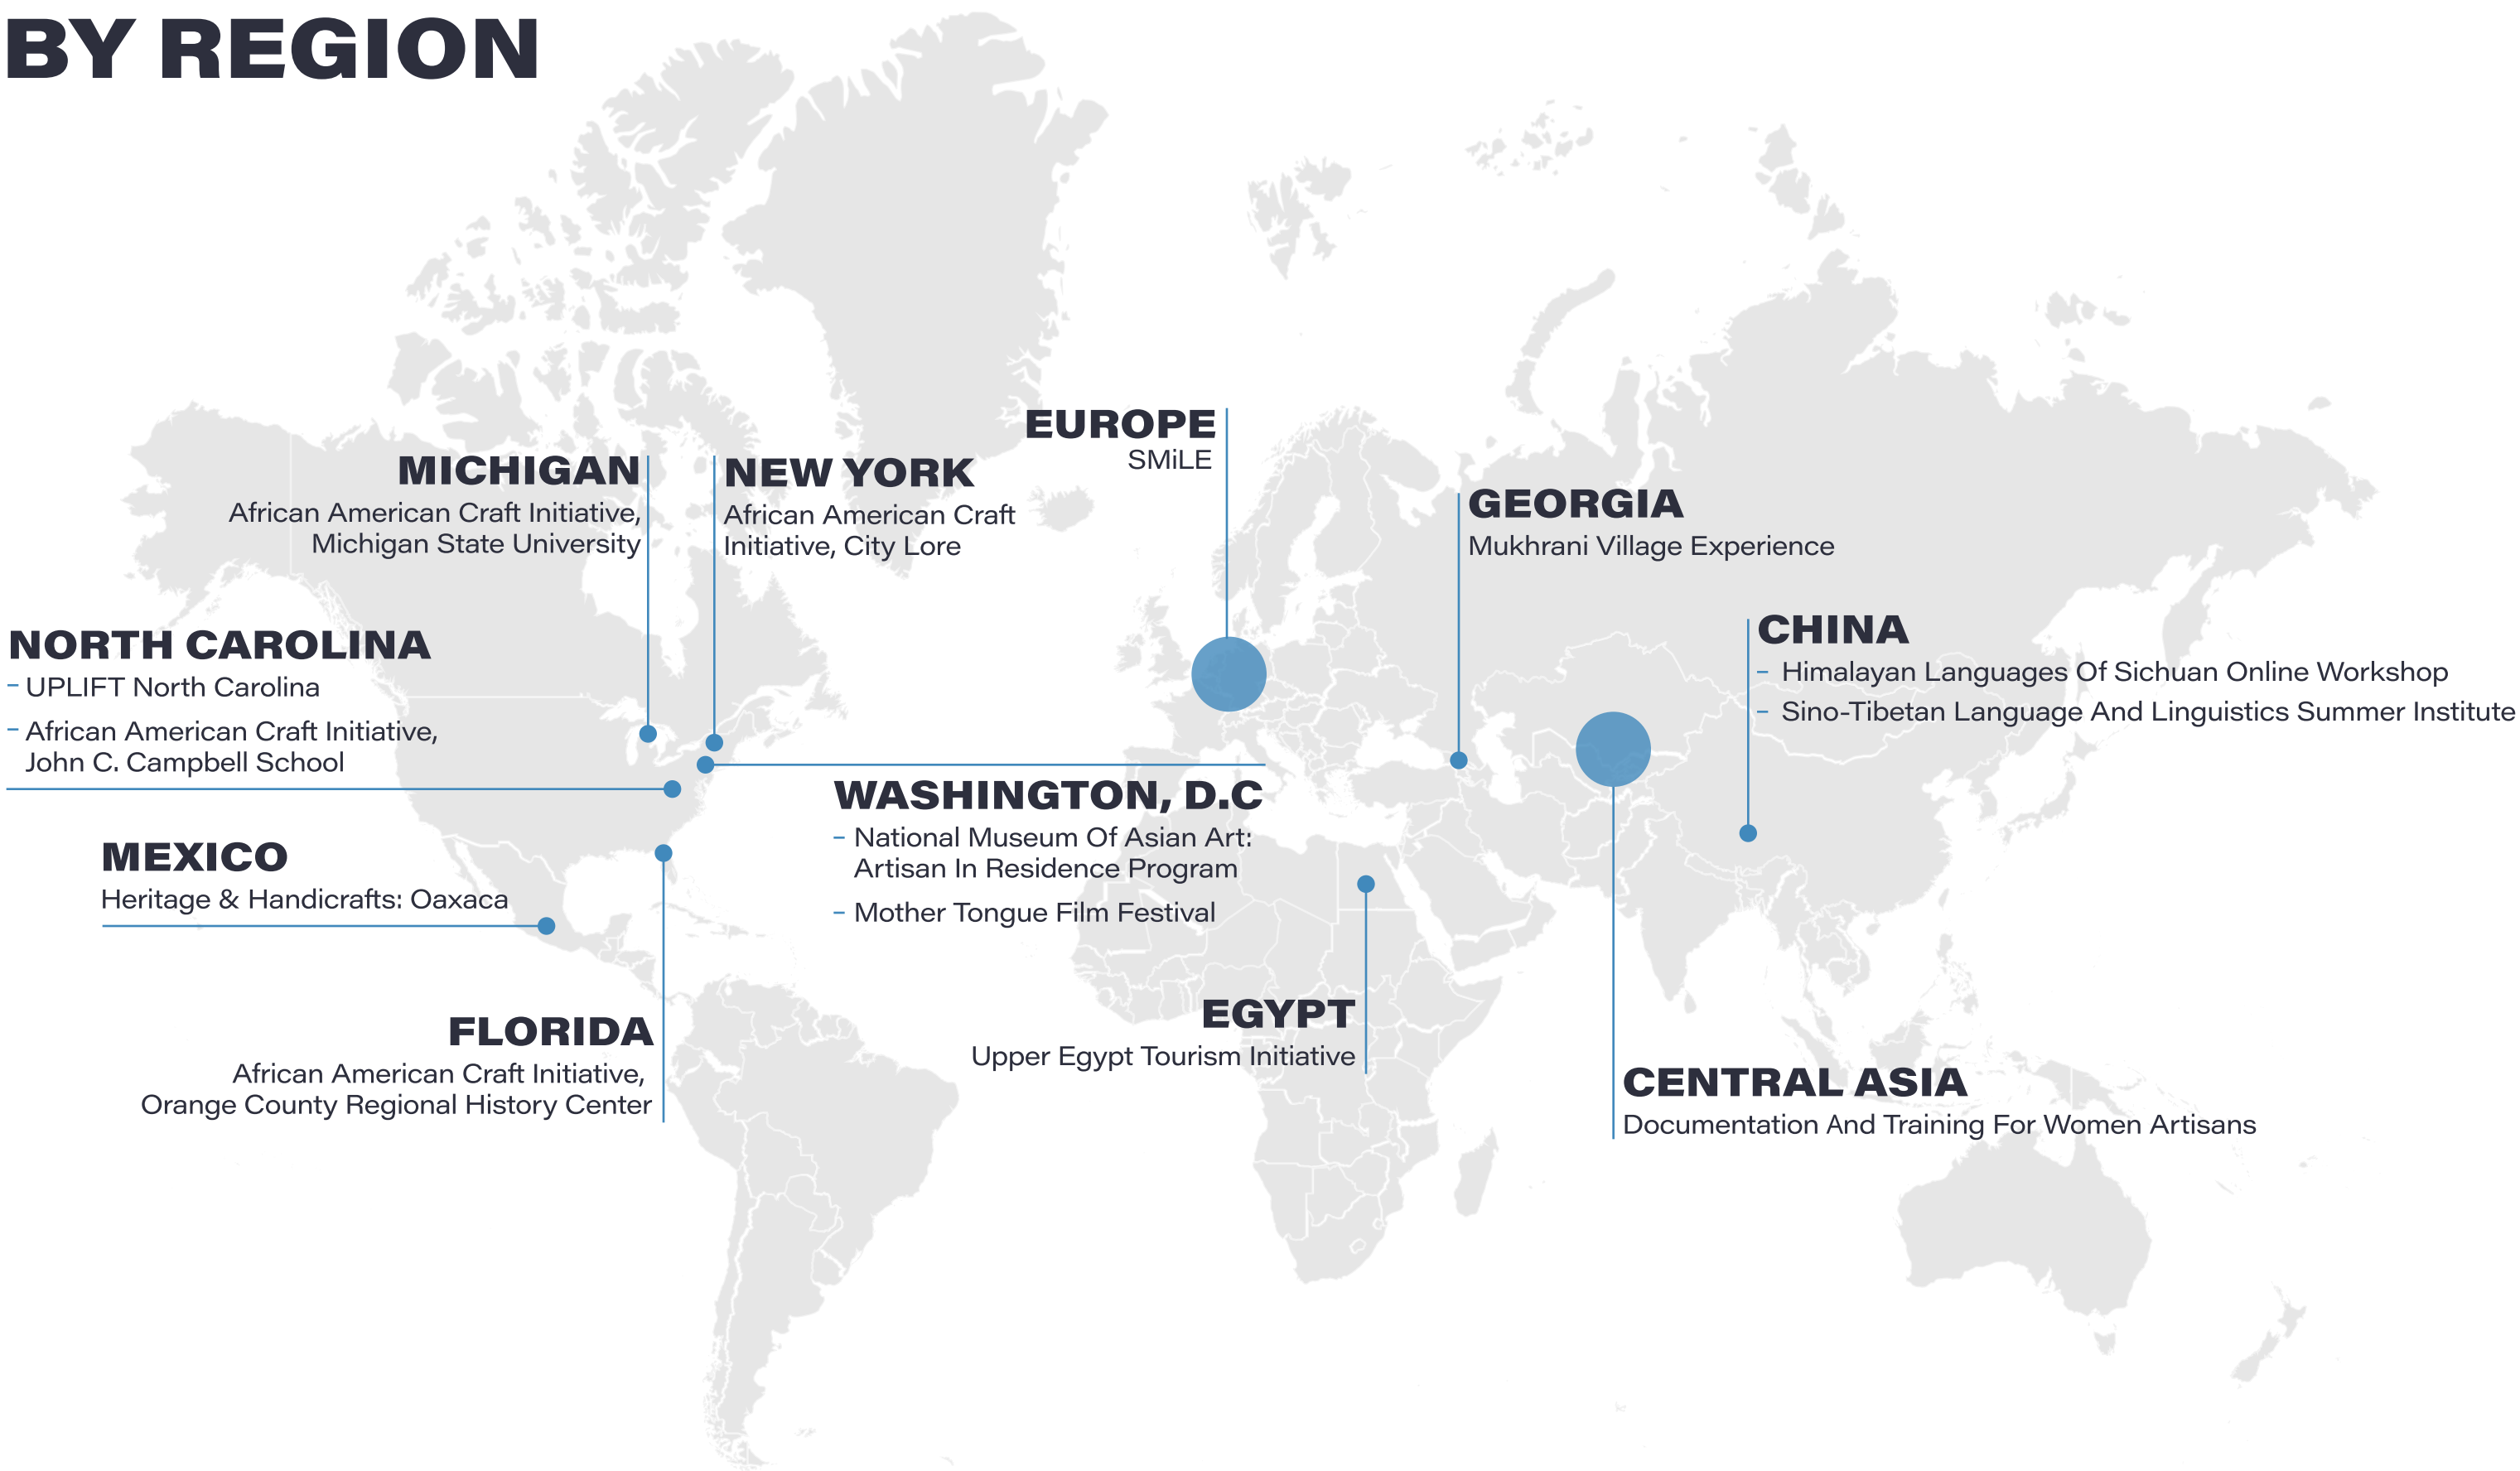 BY REGION
EUROPE
SMiLE
MICHIGAN
African American Craft Initiative,
Michigan State University
NEW YORK
African American Craft
Initiative, City Lore
GEORGIA
Mukhrani Village Experience
NORTH CAROLINA
– UPLIFT North Carolina
– African American Craft Initiative,
John C. Campbell School
CHINA
– Himalayan Languages Of Sichuan Online Workshop
– Sino-Tibetan Language And Linguistics Summer Institute
WASHINGTON, D.C
– National Museum Of Asian Art:
Artisan In Residence Program
– Mother Tongue Film Festival
MEXICO
Heritage & Handicrafts: Oaxaca
EGYPT
Upper Egypt Tourism Initiative
FLORIDA
African American Craft Initiative,
Orange County Regional History Center
CENTRAL ASIA
Documentation And Training For Women Artisans